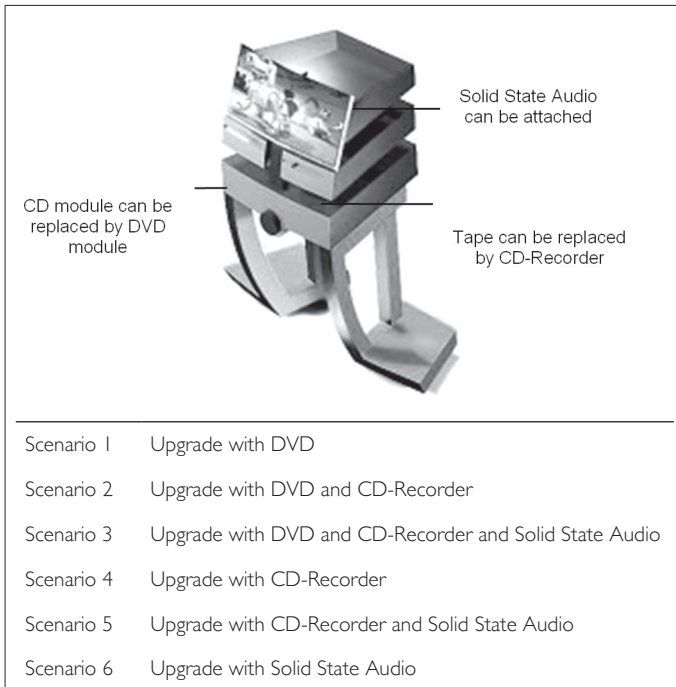 Solid State Audio
can be attached
CD module can be
replaced by DVD
module
Tape can be replaced
by CD-Recorder
Scenario 1 Upgrade with DVD
Scenario 2 Upgrade with DVD and CD-Recorder
Scenario 3 Upgrade with DVD and CD-Recorder and Solid State Audio
Scenario 4 Upgrade with CD-Recorder
Scenario 5 Upgrade with CD-Recorder and Solid State Audio
Scenario 6 Upgrade with Solid State Audio